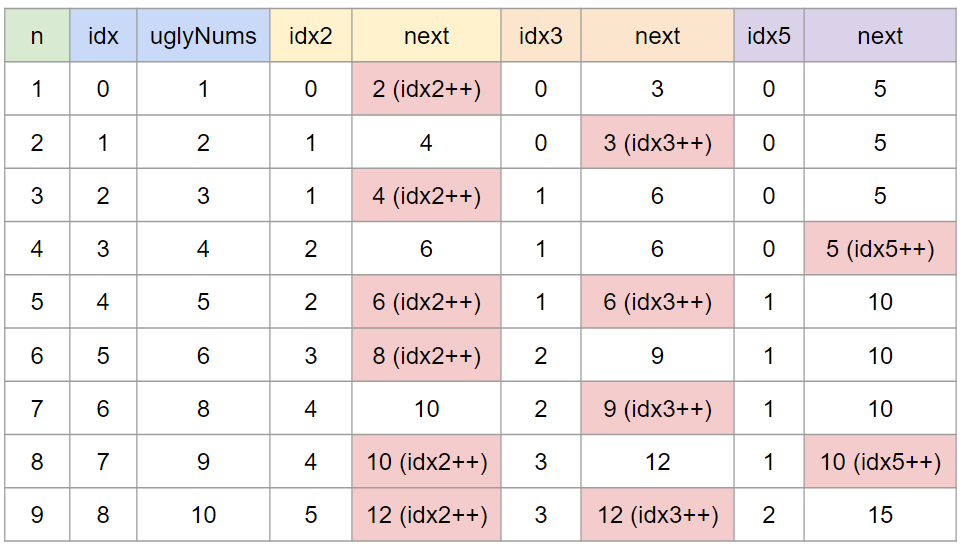 n idx uglyNums idx2 next idx3 next idx5 next
1 0 1 0 2 (idx2++) 0 3 0 5
2 1 2 1 4 0 3 (idx3++) 0 5
3 2 3 1 4 (idx2++) 1 6 0 5
4 3 4 2 6 1 6 0 5 (idx5++)
5 4 5 2 6 (idx2++) 1 6 (idx3++) 1 10
6 5 6 3 8 (idx2++) 2 9 1 10
7 6 8 4 10 2 9 (idx3++) 1 10
8 7 9 4 10 (idx2++) 3 12 1 10 (idx5++)
9 8 10 5 12 (idx2++) 3 12 (idx3++) 2 15